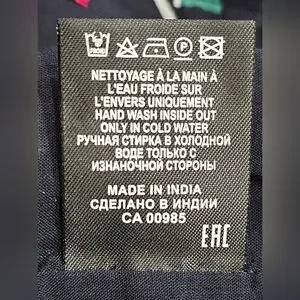 NETTOYAGE À LA MAIN À
L'EAU FROIDE SUR
L'ENVERS UNIQUEMENT
HAND WASH INSIDE OUT
ONLY IN COLD WATER
РУЧНАЯ СТИРКА В ХОЛОДНОЙ
ВОДЕ ТОЛЬКО С
ИЗНАНОЧНОЙ СТОРОНЫ
MADE IN INDIA
СДЕЛАНО В ИНДИИ
CA 00985
EAC